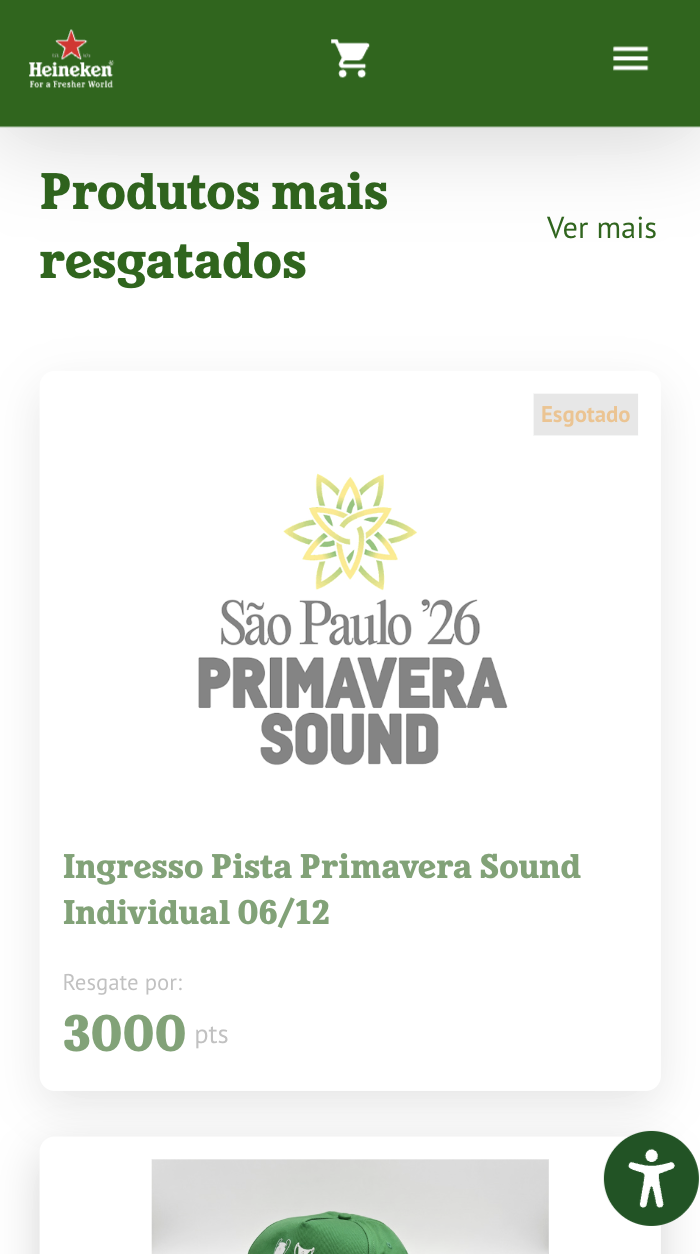 Heineken
For a Fresher World
Produtos mais
resgatados
Ver mais
Esgotado
São Paulo ’26
PRIMAVERA
SOUND
Ingresso Pista Primavera Sound
Individual 06/12
Resgate por:
3000 pts